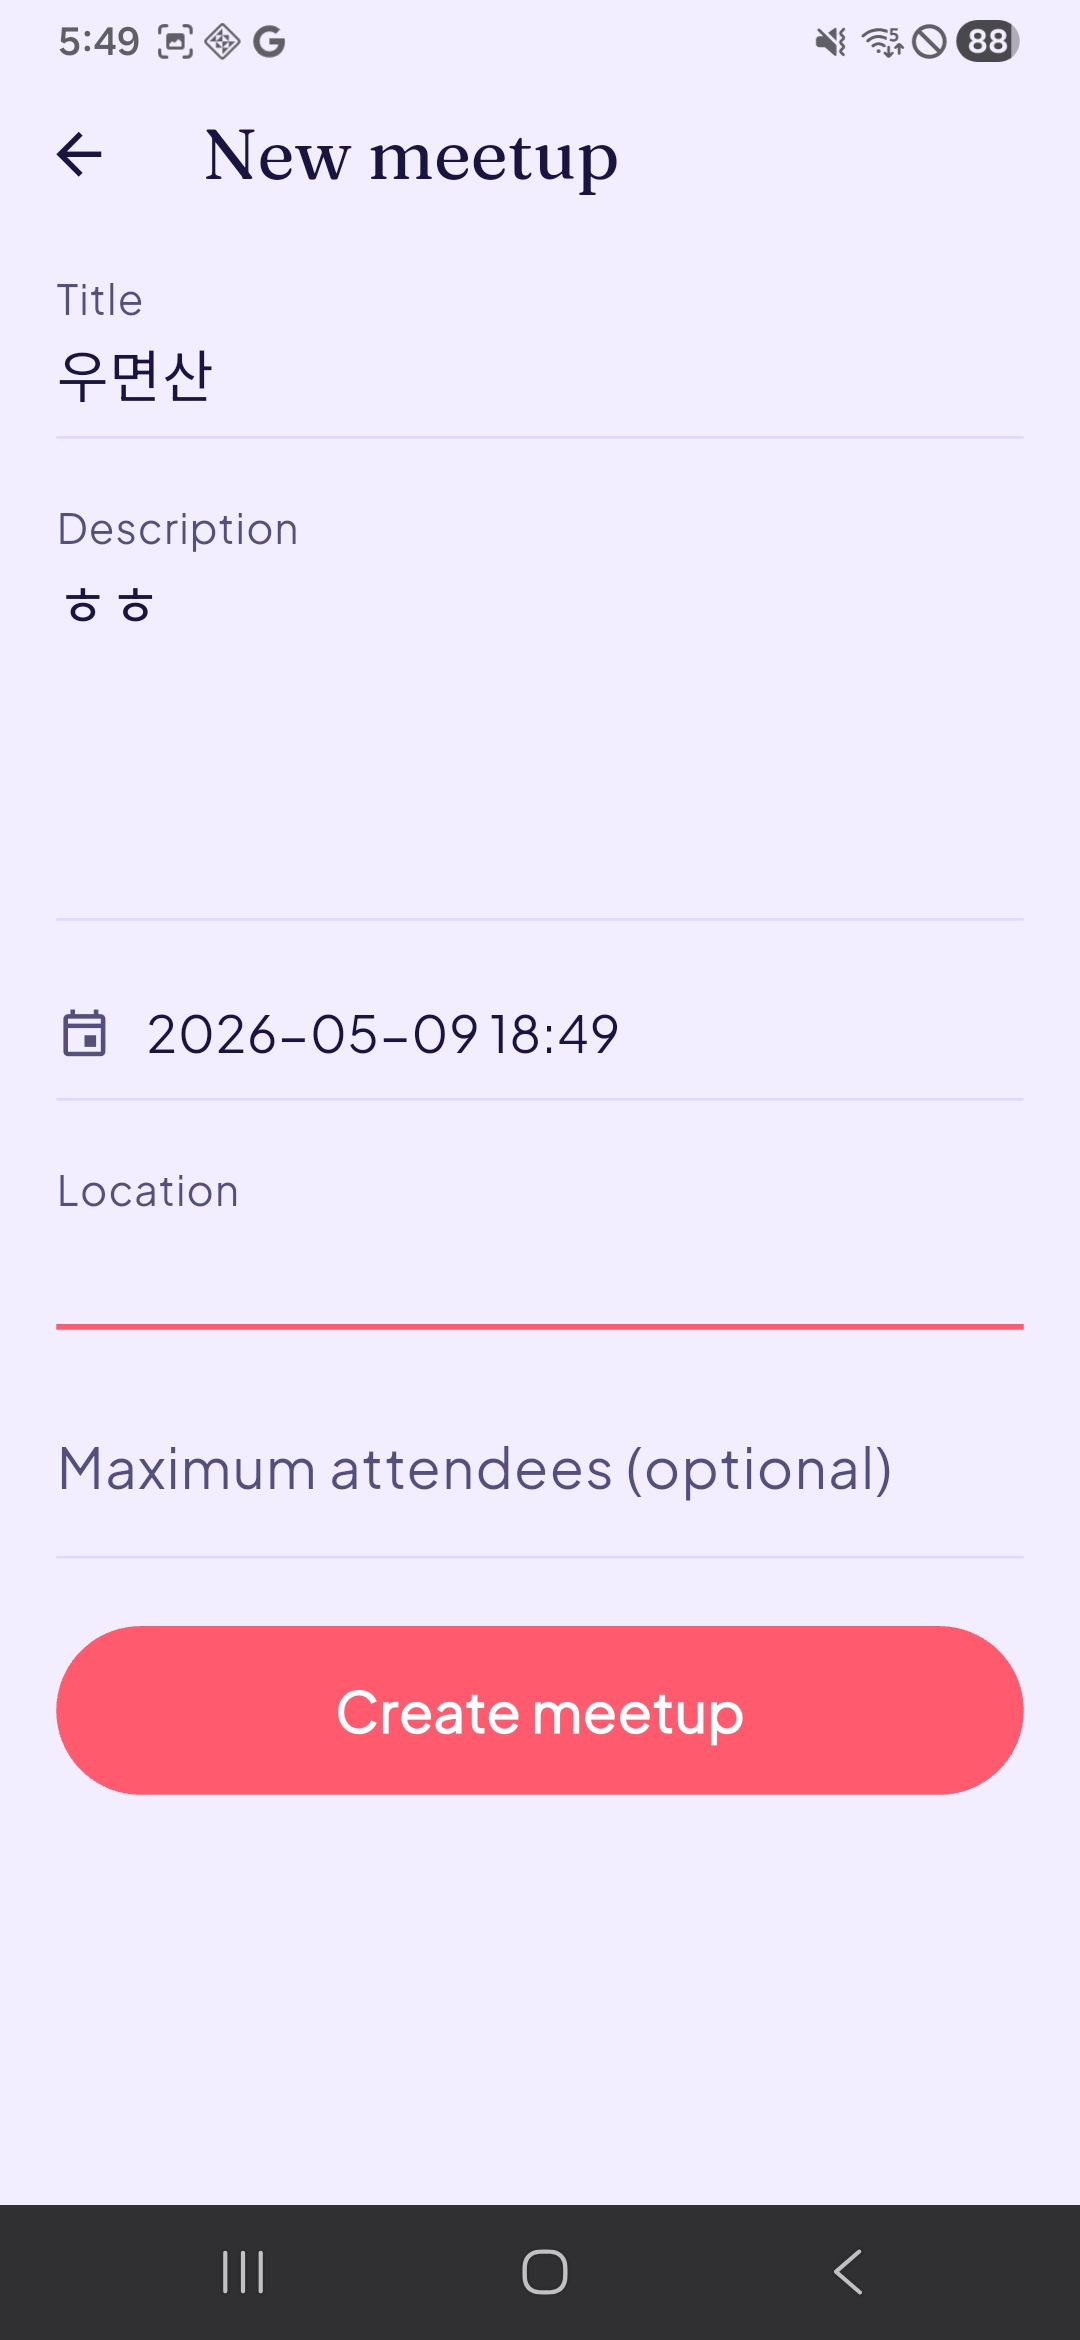 5:49
88
New meetup
Title
우면산
Description
ㅎㅎ
2026-05-09 18:49
Location
Maximum attendees (optional)
Create meetup